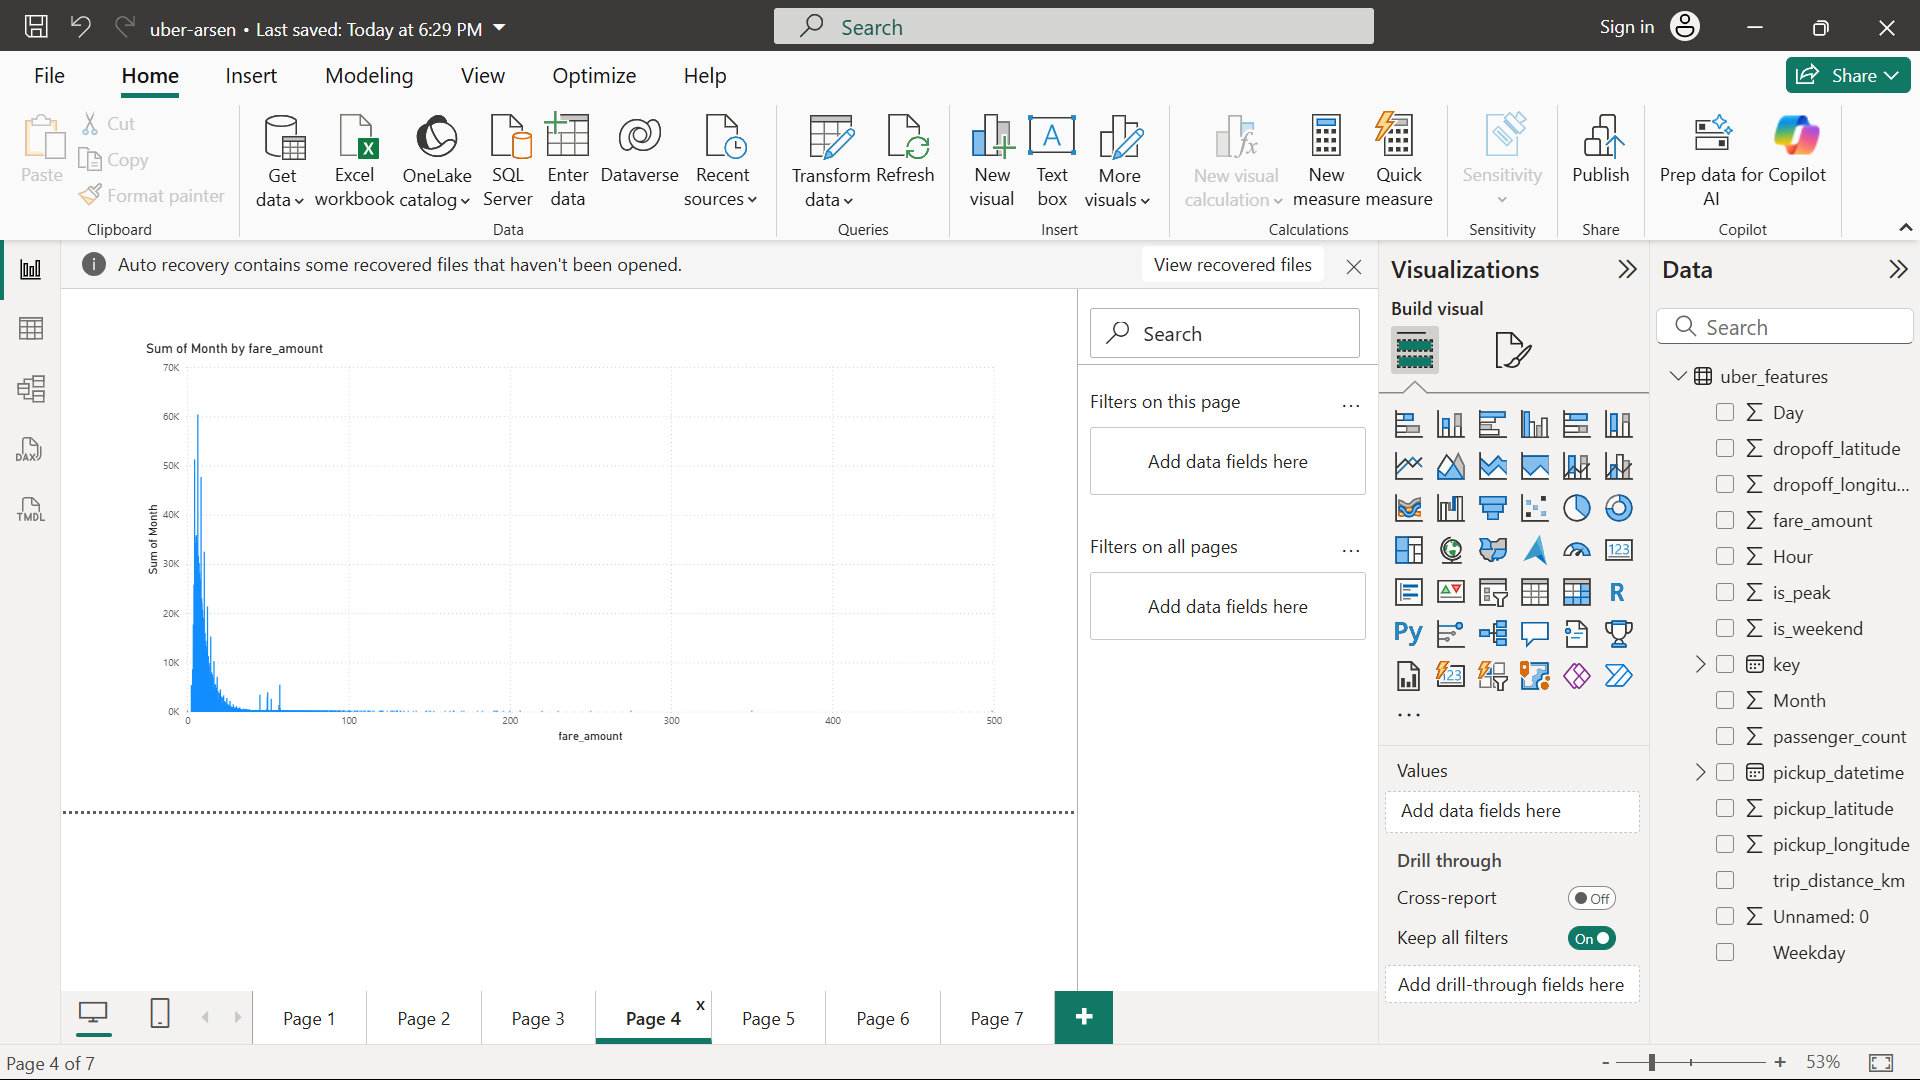 uber-arsen • Last saved: Today at 6:29 PM
Search
Sign in
File
Home
Insert
Modeling
View
Optimize
Help
Share
Paste
Cut
Copy
Format painter
Clipboard
Get data
Excel workbook
OneLake catalog
SQL Server
Enter data
Dataverse
Recent sources
Data
Transform data
Refresh
Queries
New visual
Text box
More visuals
Insert
New visual calculation
New measure
Quick measure
Calculations
Sensitivity
Sensitivity
Publish
Share
Prep data for AI
Copilot
Copilot
Auto recovery contains some recovered files that haven't been opened.
View recovered files
DAX
TMDL
Sum of Month by fare_amount
70K
60K
50K
40K
30K
20K
10K
0K
Sum of Month
0
100
200
300
400
500
fare_amount
Search
Filters on this page
...
Add data fields here
Filters on all pages
...
Add data fields here
Visualizations
Build visual
123
R
Py
123
...
Values
Add data fields here
Drill through
Cross-report
Off
Keep all filters
On
Add drill-through fields here
Data
Search
uber_features
Day
dropoff_latitude
dropoff_longitu...
fare_amount
Hour
is_peak
is_weekend
key
Month
passenger_count
pickup_datetime
pickup_latitude
pickup_longitude
trip_distance_km
Unnamed: 0
Weekday
Page 1
Page 2
Page 3
Page 4
x
Page 5
Page 6
Page 7
+
Page 4 of 7
-
+
53%